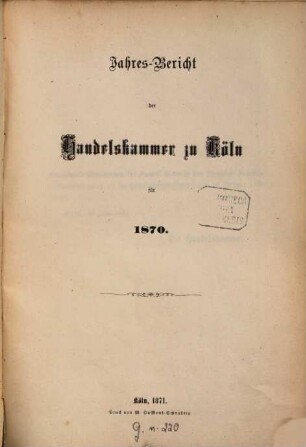 Jahres-Bericht
der
Handelskammer zu Köln
für
1870.
Köln, 1871.
Druck von M. DuMont-Schauberg.